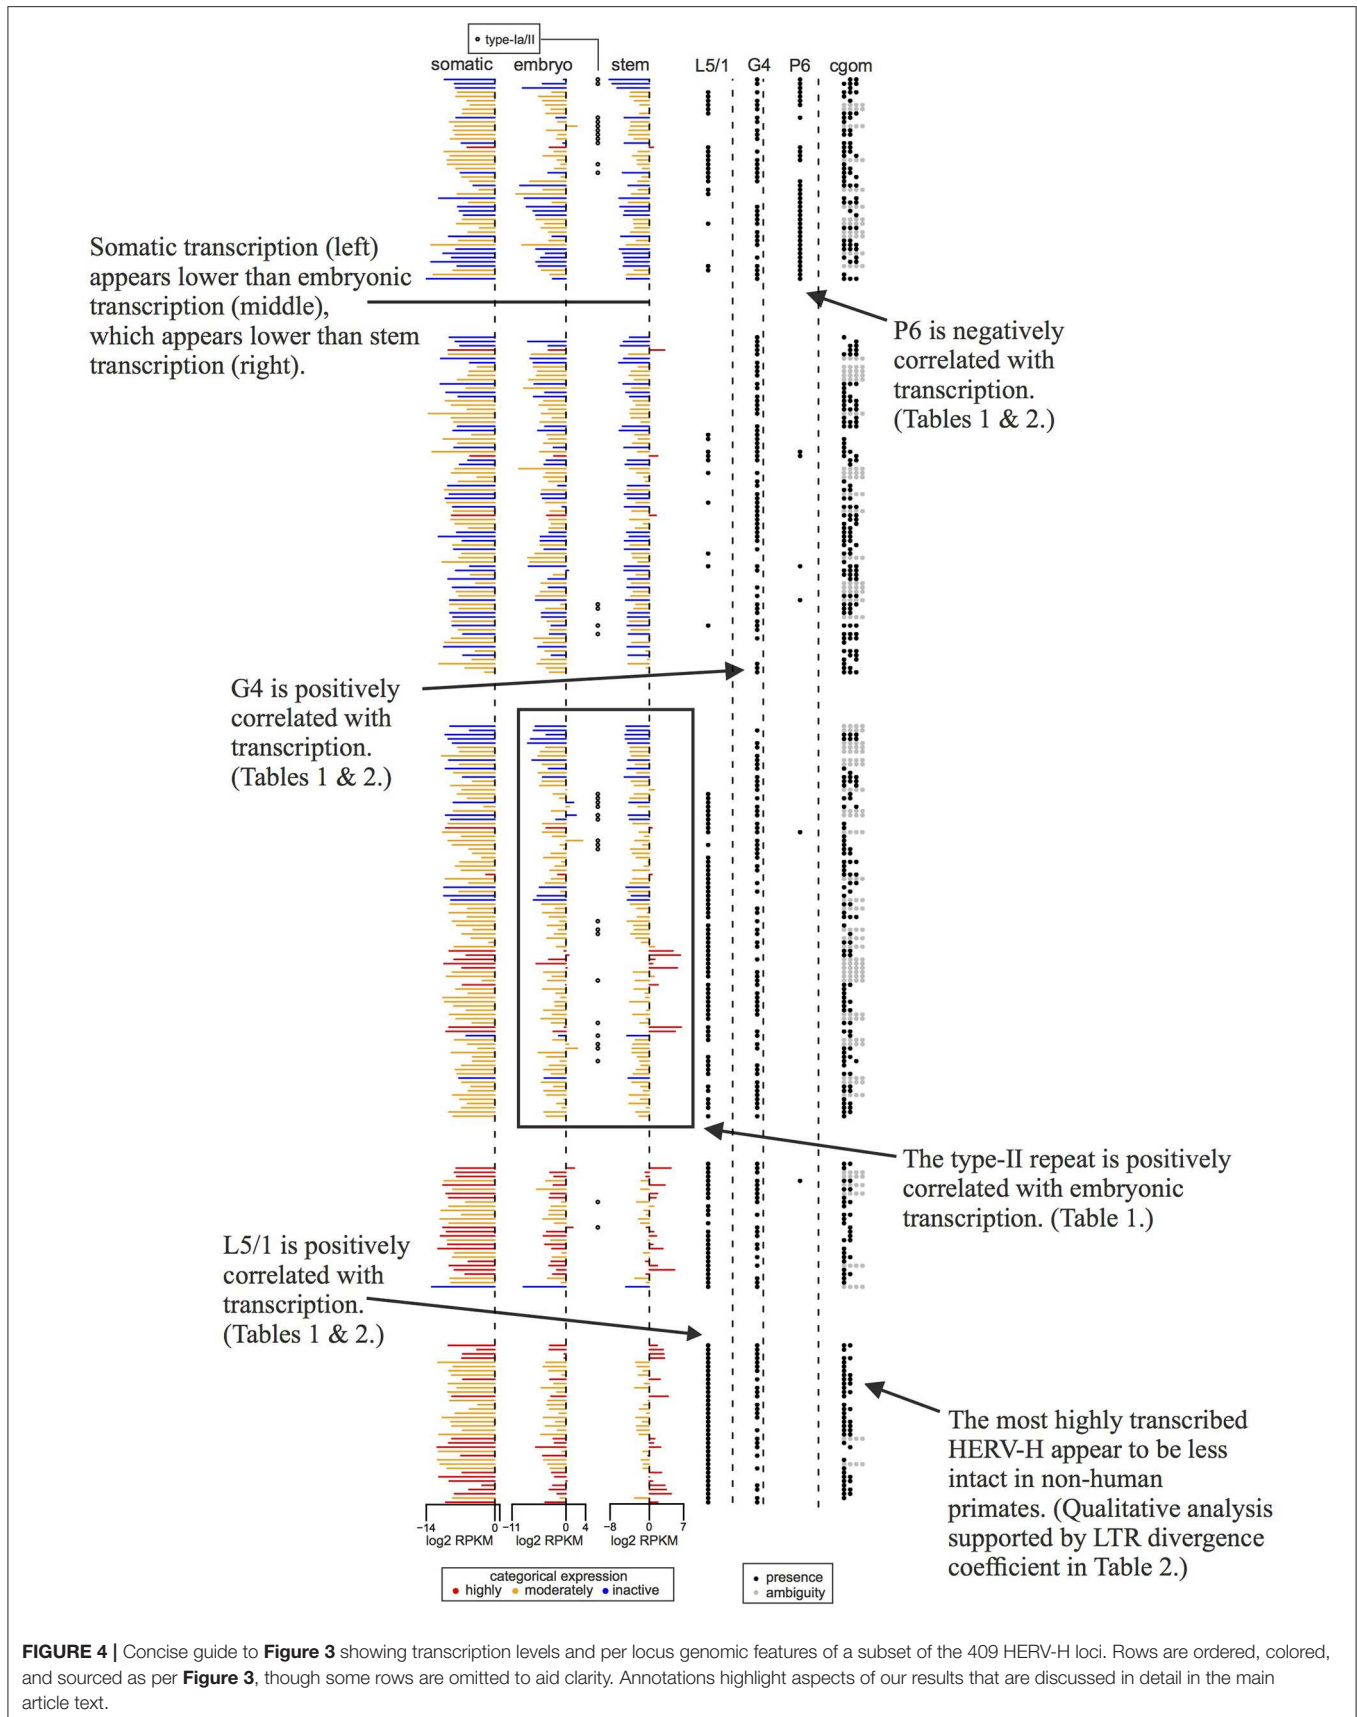 type-Ia/II
somatic embryo stem L5/1 G4 P6 cgom
Somatic transcription (left)
appears lower than embryonic
transcription (middle),
which appears lower than stem
transcription (right).
P6 is negatively
correlated with
transcription.
(Tables 1 & 2.)
G4 is positively
correlated with
transcription.
(Tables 1 & 2.)
The type-II repeat is positively
correlated with embryonic
transcription. (Table 1.)
L5/1 is positively
correlated with
transcription.
(Tables 1 & 2.)
The most highly transcribed
HERV-H appear to be less
intact in non-human
primates. (Qualitative analysis
supported by LTR divergence
coefficient in Table 2.)
−14 0 −11 0 4 −8 0 7
log2 RPKM log2 RPKM log2 RPKM
categorical expression
highly moderately inactive
presence
ambiguity
FIGURE 4 | Concise guide to Figure 3 showing transcription levels and per locus genomic features of a subset of the 409 HERV-H loci. Rows are ordered, colored,
and sourced as per Figure 3, though some rows are omitted to aid clarity. Annotations highlight aspects of our results that are discussed in detail in the main
article text.